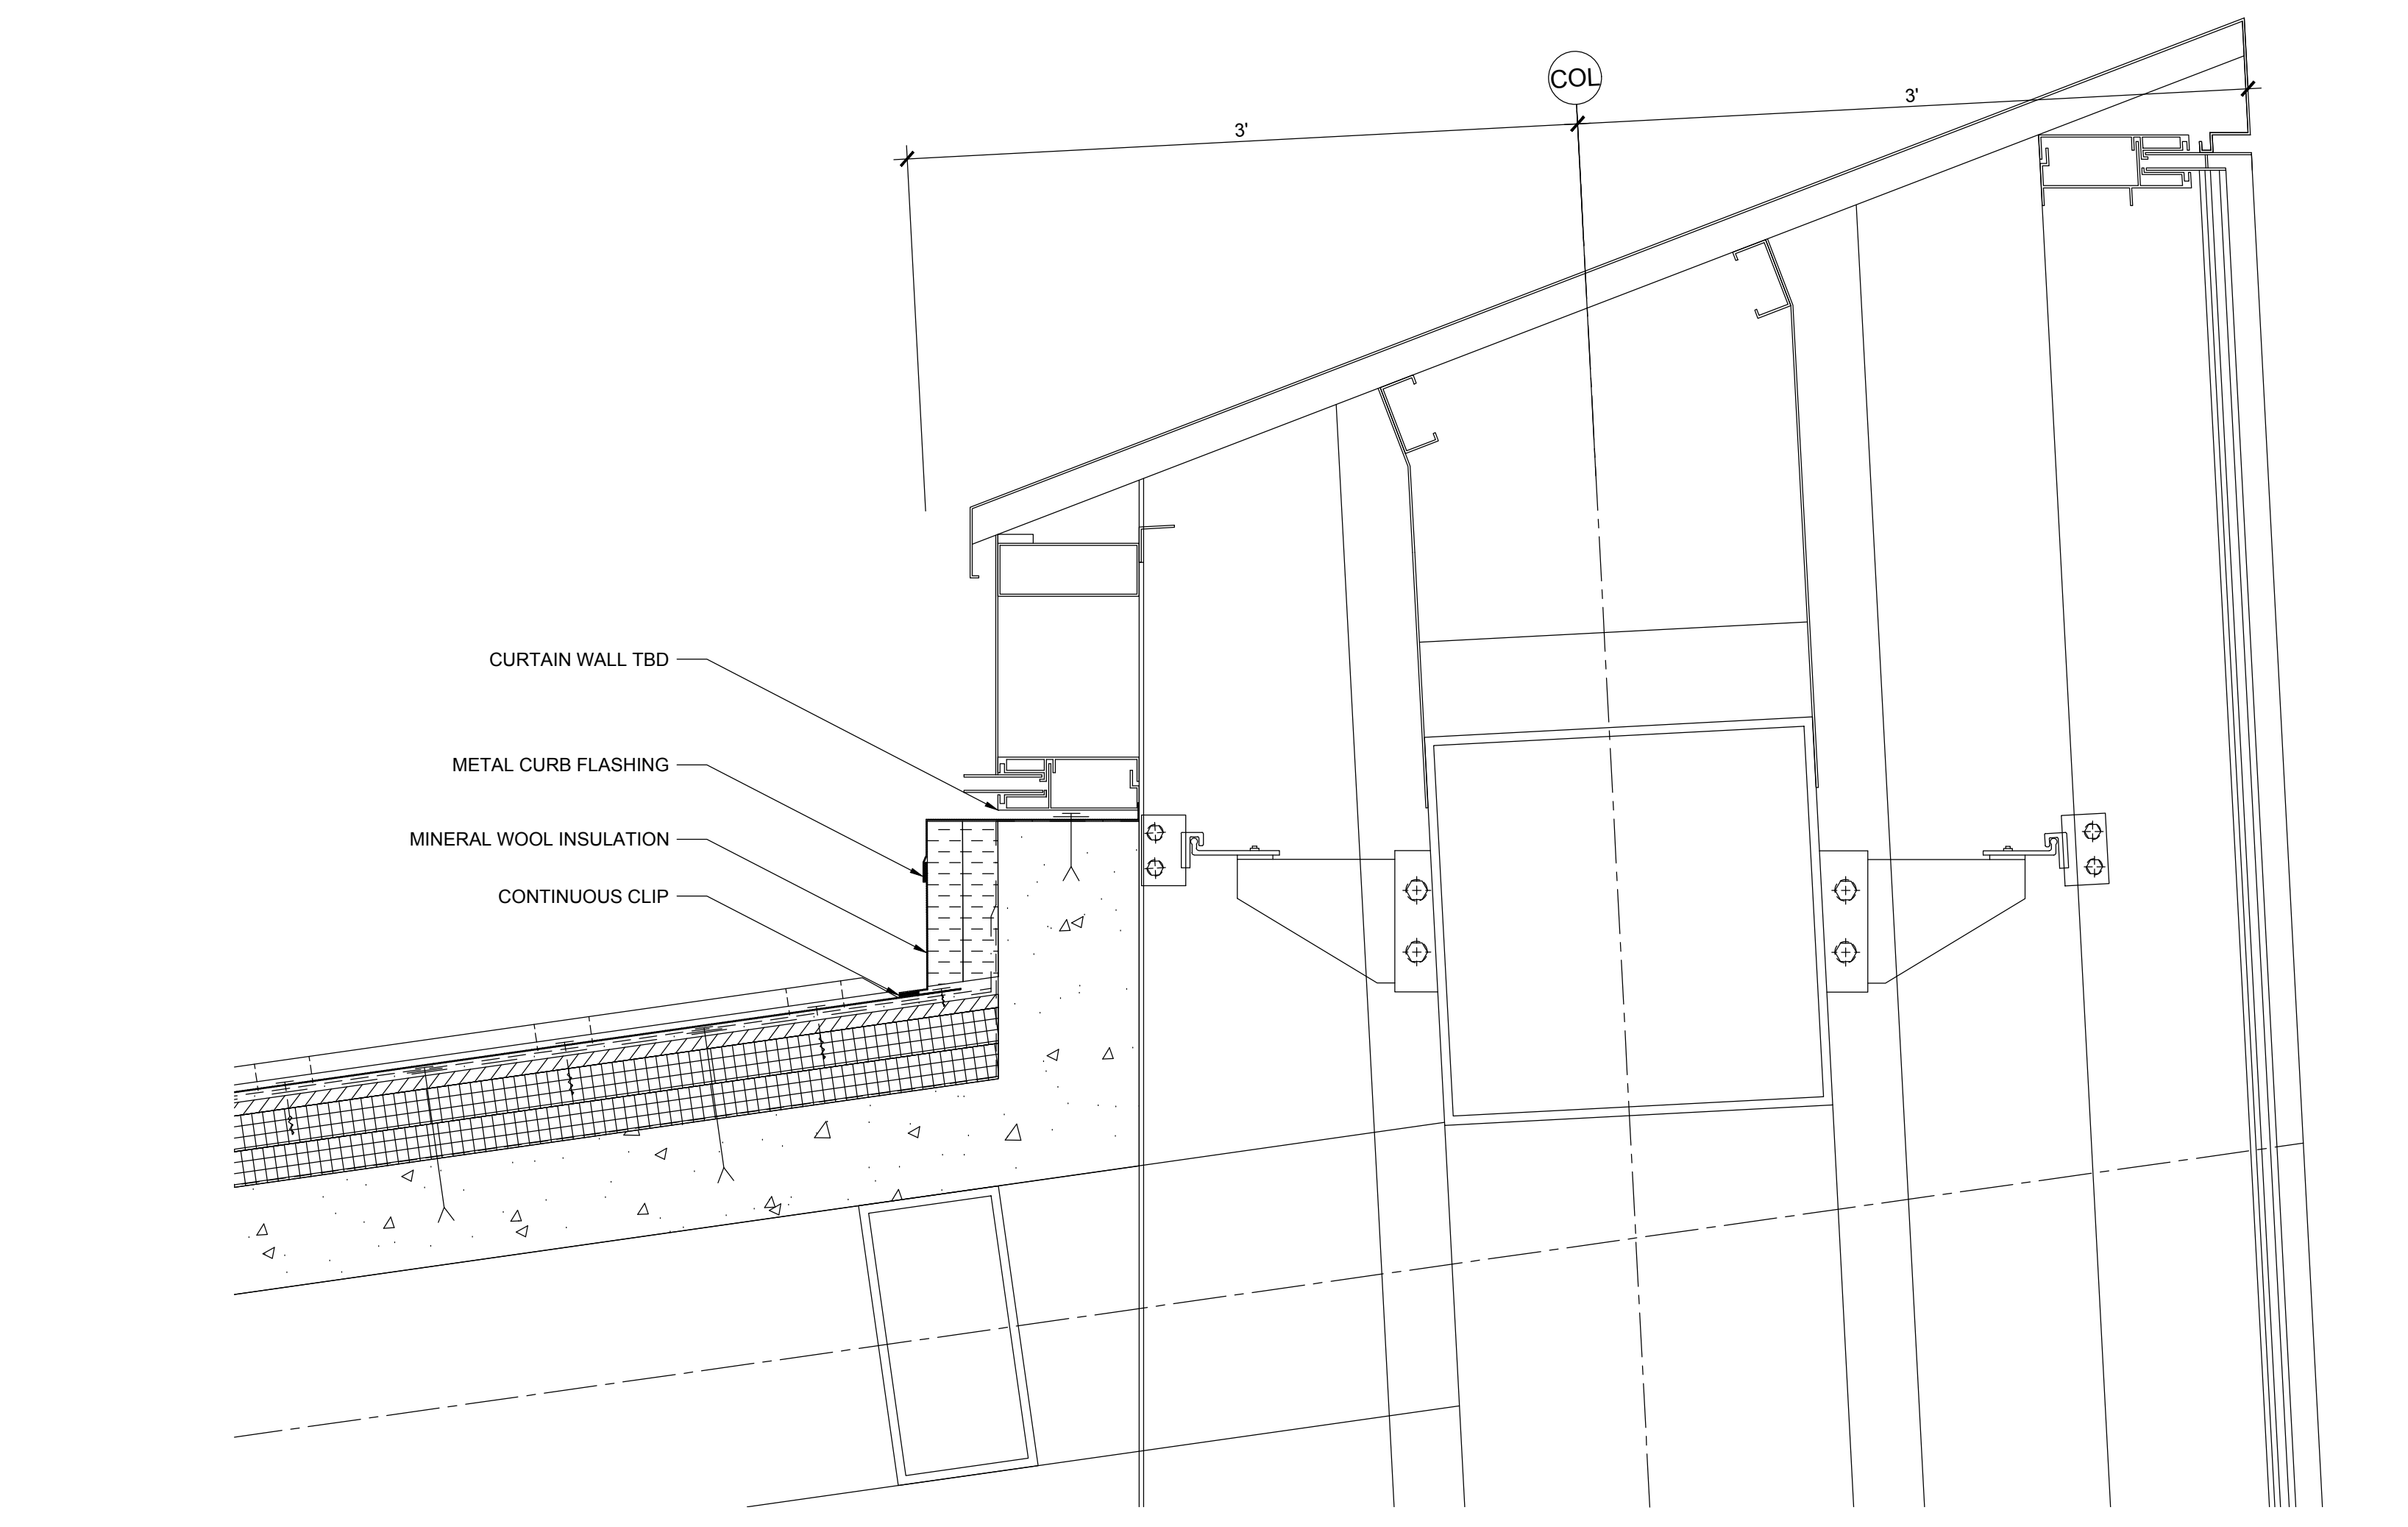 COL
3'
3'
CURTAIN WALL TBD
METAL CURB FLASHING
MINERAL WOOL INSULATION
CONTINUOUS CLIP